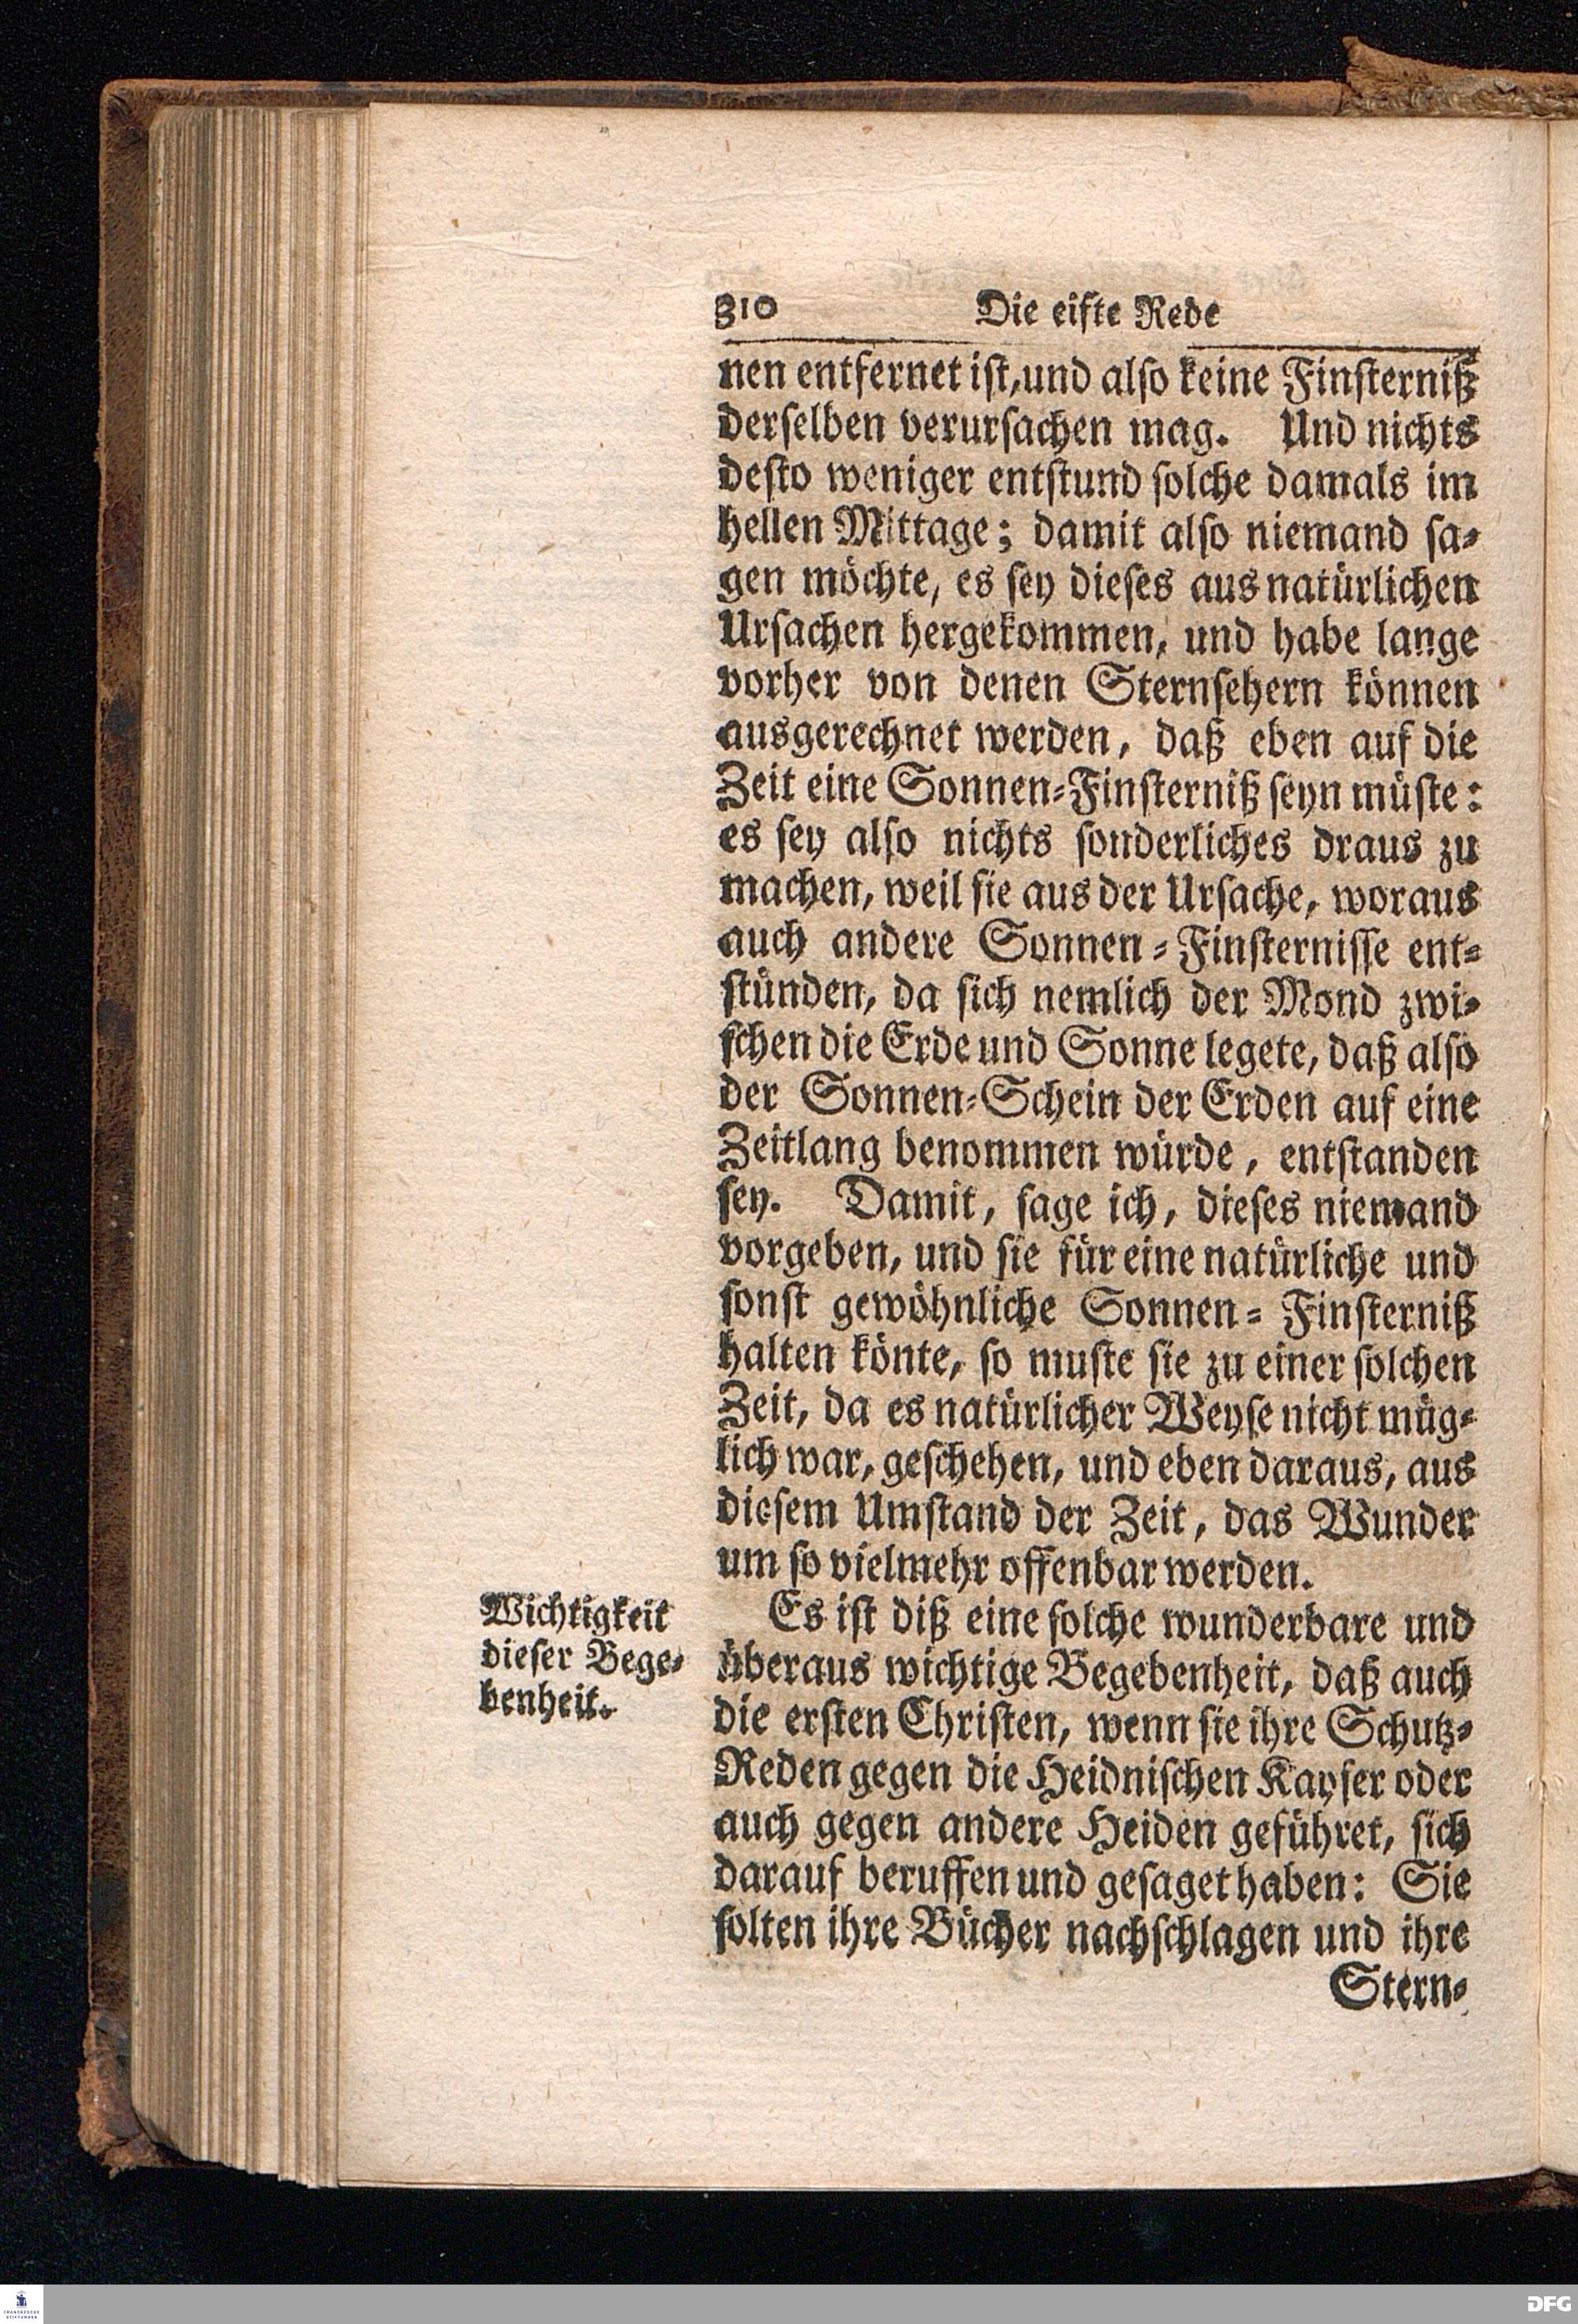 310 Die eifte Rede
nen entfernet ist, und also keine Finsterniß
derselben verursachen mag. Und nichts
desto weniger entstund solche damals im
hellen Mittage; damit also niemand sa-
gen möchte, es sey dieses aus natürlichen
Ursachen hergekommen, und habe lange
vorher von denen Sternsehern können
ausgerechnet werden, daß eben auf die
Zeit eine Sonnen-Finsterniß seyn müste:
es sey also nichts sonderliches draus zu
machen, weil sie aus der Ursache, woraus
auch andere Sonnen-Finsternisse ent-
stünden, da sich nemlich der Mond zwi-
schen die Erde und Sonne legete, daß also
der Sonnen-Schein der Erden auf eine
Zeitlang benommen würde, entstanden
sey. Damit, sage ich, dieses niemand
vorgeben, und sie für eine natürliche und
sonst gewöhnliche Sonnen-Finsterniß
halten könte, so muste sie zu einer solchen
Zeit, da es natürlicher Weyse nicht müg-
lich war, geschehen, und eben daraus, aus
diesem Umstand der Zeit, das Wunder
um so vielmehr offenbar werden.
Wichtigkeit
dieser Bege-
benheit.
Es ist diß eine solche wunderbare und
überaus wichtige Begebenheit, daß auch
die ersten Christen, wenn sie ihre Schutz-
Reden gegen die Heidnischen Kayser oder
auch gegen andere Heiden geführet, sich
darauf beruffen und gesaget haben: Sie
solten ihre Bücher nachschlagen und ihre
Stern-
FRANCKESCHE
STIFTUNGEN
DFG